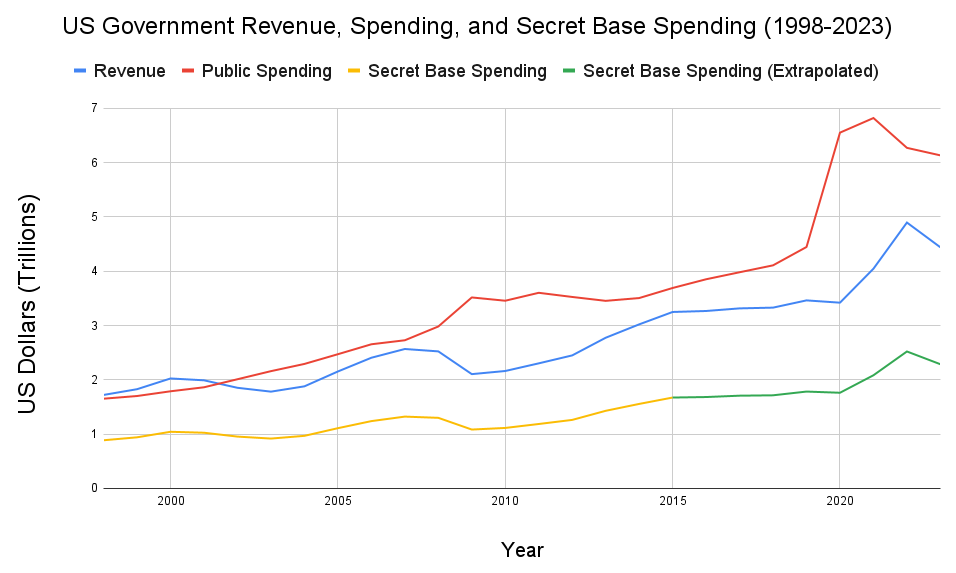 US Government Revenue, Spending, and Secret Base Spending (1998-2023)
Revenue Public Spending Secret Base Spending Secret Base Spending (Extrapolated)
US Dollars (Trillions)
7
6
5
4
3
2
1
0
2000 2005 2010 2015 2020
Year